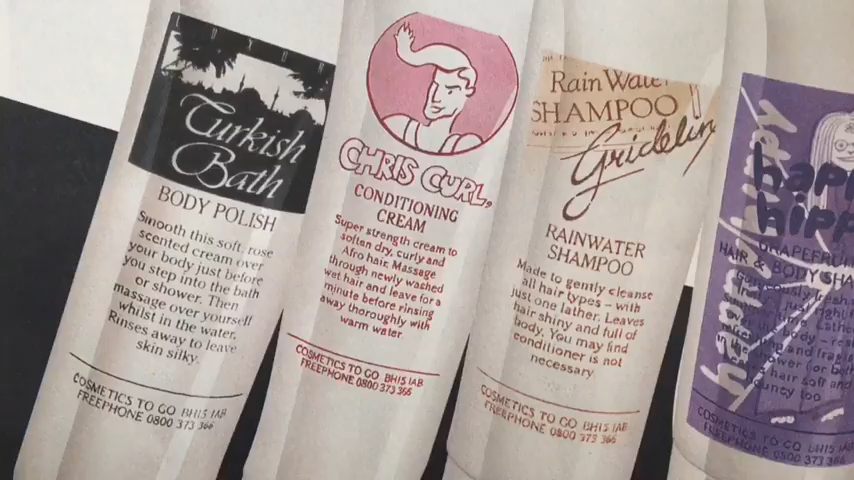 Turkish
Bath
BODY POLISH
Smooth this soft, rose
scented cream over
your body just before
you step into the bath
or shower. Then
massage over yourself
whilst in the water.
Rinses away to leave
skin silky.
COSMETICS TO GO BH15 1AB
FREEPHONE 0800 373 366
CHRIS CURL,
CONDITIONING
CREAM
Super strength cream to
soften dry, curly and
Afro hair. Massage
through newly washed
wet hair and leave for a
minute before rinsing
away thoroughly with
warm water
COSMETICS TO GO BH15 1AB
FREEPHONE 0800 373 366
Rain Water
SHAMPOO
Gridelin
RAINWATER
SHAMPOO
Made to gently cleanse
all hair types – with
just one lather. Leaves
hair shiny and full of
body. You may find
conditioner is not
necessary
COSMETICS TO GO BH15 1AB
FREEPHONE 0800 373 366
happ
hipp
GRAPEFRUI
HAIR & BODY SHA
COSMETICS TO GO BH15 1AB
FREEPHONE 0800 373 366